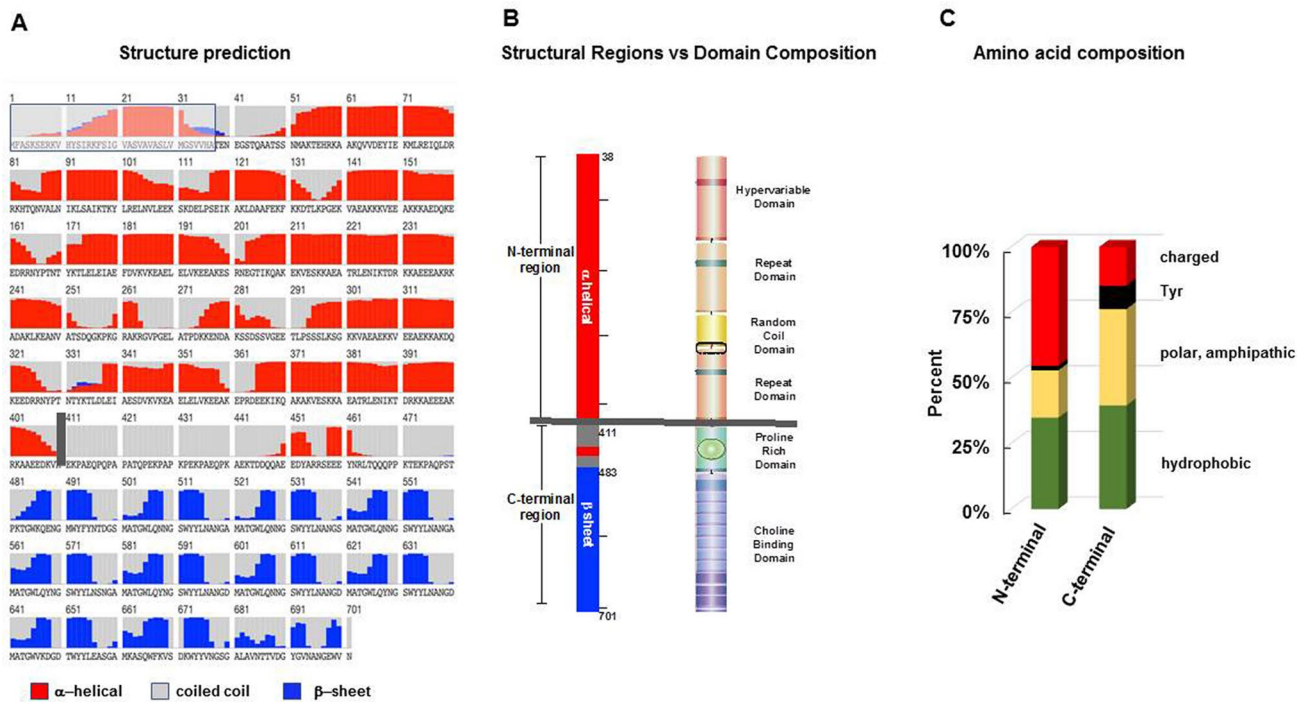 A
Structure prediction
1 11 21 31 41 51 61 71
MFASKSERKV HYSIRKFSIG VASVAVASLV MGSVVHATEN EGSTQAATSS NMAKTEHRKA AKQVVDEYIE KMLREIQLDR
81 91 101 111 121 131 141 151
RKHTQNVALN IKLSAIKTKY LRELNVLEEK SKDELPSEIK AKLDAAFEKF KKDTLKPGEK VAEAKKKVEE AKKKAEDQKE
161 171 181 191 201 211 221 231
EDRRNYPTNT YKTLELEIAE FDVKVKEAEL ELVKEEAKES RNEGTIKQAK EKVESKKAEA TRLENIKTDR KKAEEEAKRK
241 251 261 271 281 291 301 311
ADAKLKEANV ATSDQGKPKG RAKRGVPGEL ATPDKKENDA KSSDSSVGEE TLPSSSLKSG KKVAEAEKKV EEAEKKAKDQ
321 331 341 351 361 371 381 391
KEEDRRNYPT NTYKTLDLEI AESDVKVKEA ELELVKEEAK EPRDEEKIKQ AKAKVESKKA EATRLENIKT DRKKAEEEAK
401 411 421 431 441 451 461 471
RKAAEEDKVK EKPAEQPQPA PATQPEKPAP KPEKPAEQPK AEKTDDQQAE EDYARRSEEE YNRLTQQQPP KTEKPAQPST
481 491 501 511 521 531 541 551
PKTGWKQENG MWYFYNTDGS MATGWLQNNG SWYYLNANGA MATGWLQNNG SWYYLNANGS MATGWLQNNG SWYYLNANGA
561 571 581 591 601 611 621 631
MATGWLQYNG SWYYLNSNGA MATGWLQYNG SWYYLNANGD MATGWLQNNG SWYYLNANGD MATGWLQYNG SWYYLNANGD
641 651 661 671 681 691 701
MATGWVKDGD TWYYLEASGA MKASQWFKVS DKWYYVNGSG ALAVNTTVDG YGVNANGEWV N
α–helical coiled coil β–sheet
B
Structural Regions vs Domain Composition
N-terminal
region
C-terminal
region
α helical
β sheet
38
411
483
701
Hypervariable
Domain
Repeat
Domain
Random
Coil
Domain
Repeat
Domain
Proline
Rich
Domain
Choline
Binding
Domain
C
Amino acid composition
Percent
100%
75%
50%
25%
0%
charged
Tyr
polar, amphipathic
hydrophobic
N-terminal
C-terminal